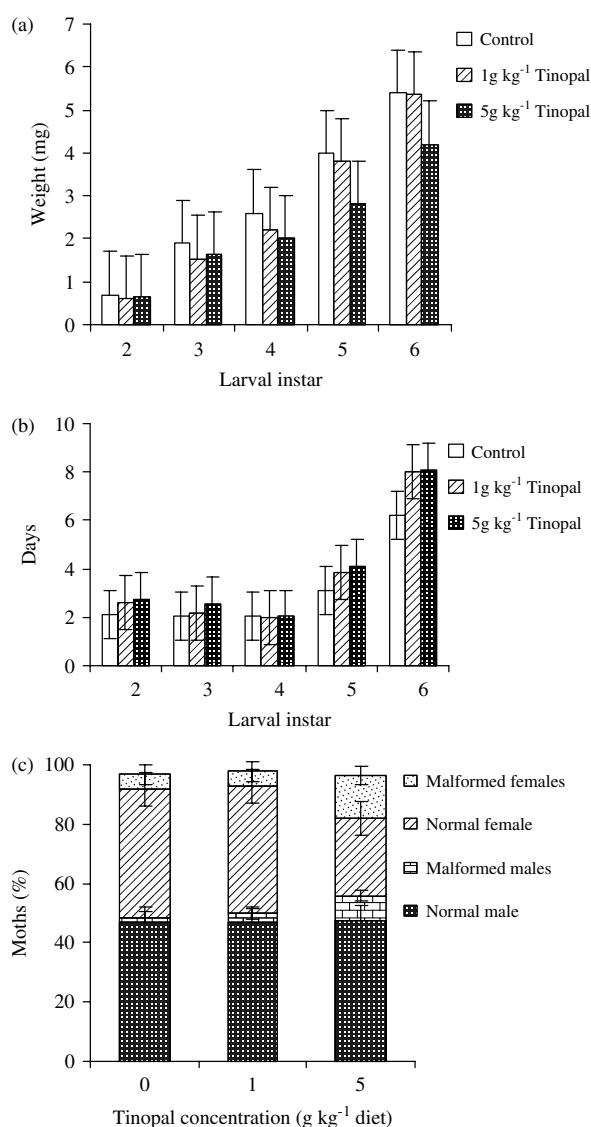 (a)
7
6
5
4
3
2
1
0
Weight (mg)
2 3 4 5 6
Larval instar
Control
1g kg⁻¹ Tinopal
5g kg⁻¹ Tinopal
(b)
10
8
6
4
2
0
Days
2 3 4 5 6
Larval instar
Control
1g kg⁻¹ Tinopal
5g kg⁻¹ Tinopal
(c)
100
80
60
40
20
0
Moths (%)
0 1 5
Tinopal concentration (g kg⁻¹ diet)
Malformed females
Normal female
Malformed males
Normal male